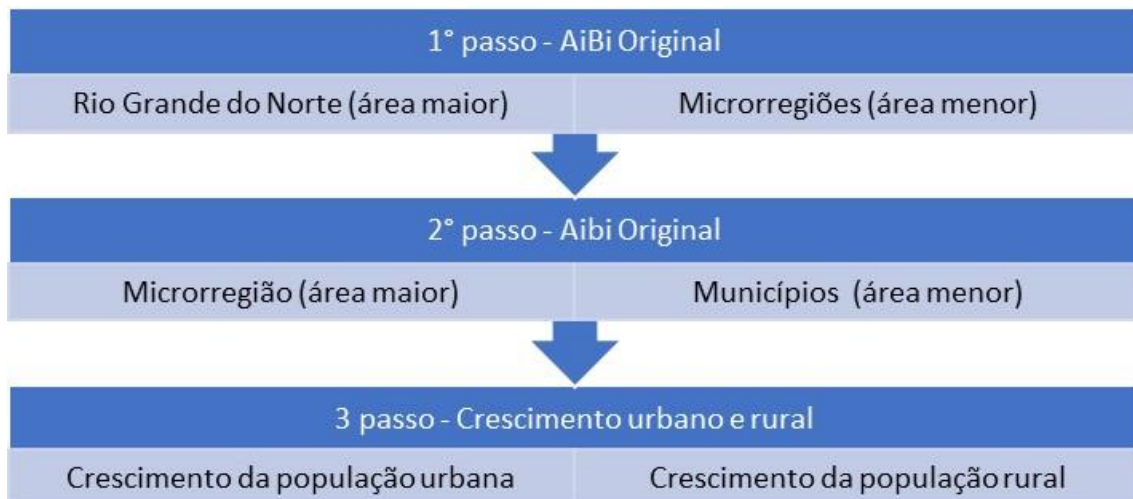 1° passo - AiBi Original
Rio Grande do Norte (área maior)
Microrregiões (área menor)
2° passo - Aibi Original
Microrregião (área maior)
Municípios (área menor)
3 passo - Crescimento urbano e rural
Crescimento da população urbana
Crescimento da população rural